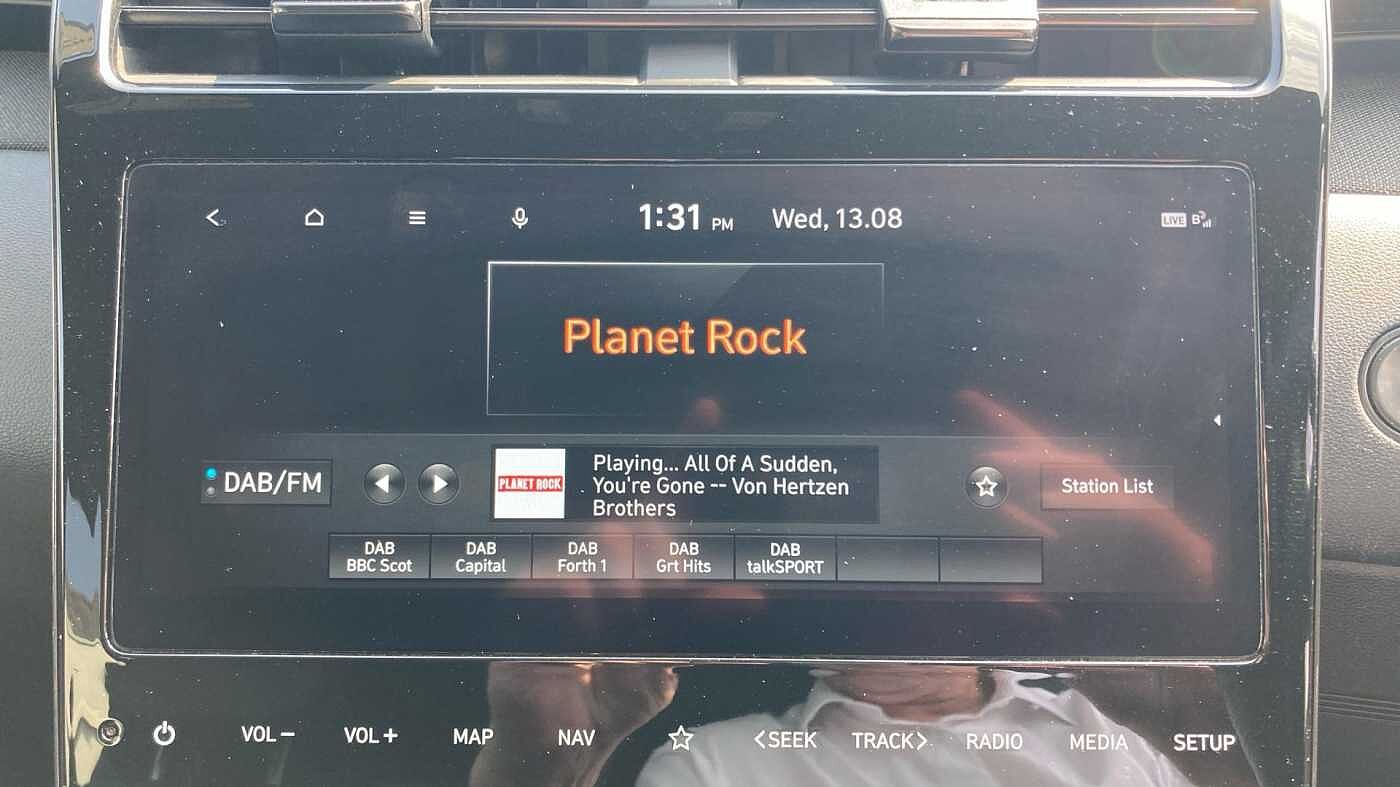 1:31 PM Wed, 13.08 LIVE B
Planet Rock
DAB/FM
PLANET ROCK
Playing... All Of A Sudden,
You're Gone -- Von Hertzen
Brothers
Station List
DAB
BBC Scot
DAB
Capital
DAB
Forth 1
DAB
Grt Hits
DAB
talkSPORT
VOL− VOL+ MAP NAV <SEEK TRACK> RADIO MEDIA SETUP